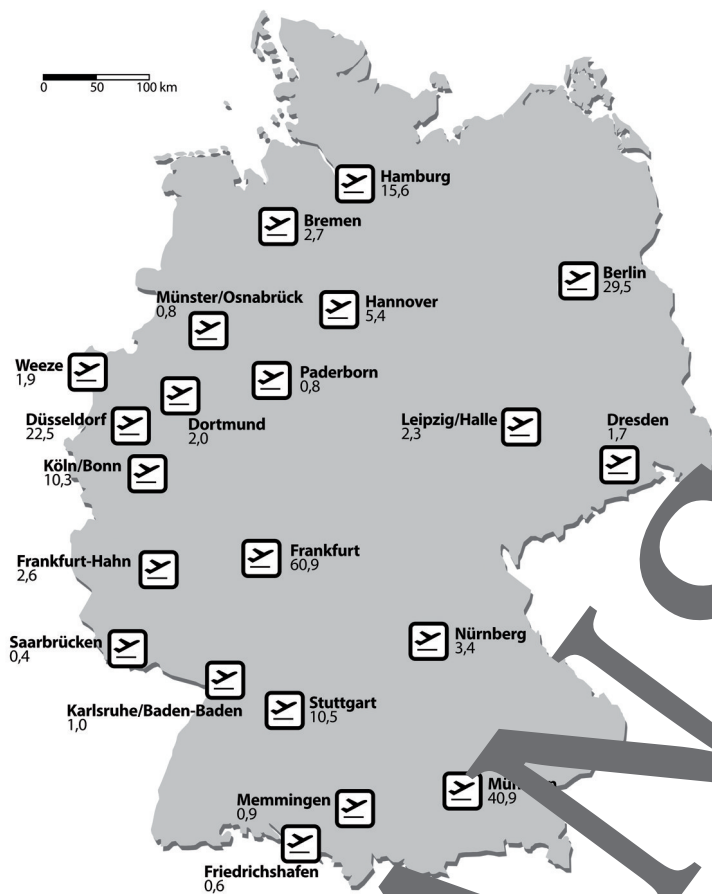 0 50 100 km
Hamburg
15,6
Bremen
2,7
Berlin
29,5
Münster/Osnabrück
0,8
Hannover
5,4
Weeze
1,9
Paderborn
0,8
Düsseldorf
22,5
Dortmund
2,0
Leipzig/Halle
2,3
Dresden
1,7
Köln/Bonn
10,3
Frankfurt-Hahn
2,6
Frankfurt
60,9
Saarbrücken
0,4
Nürnberg
3,4
Karlsruhe/Baden-Baden
1,0
Stuttgart
10,5
Memmingen
0,9
40,9
Friedrichshafen
0,6